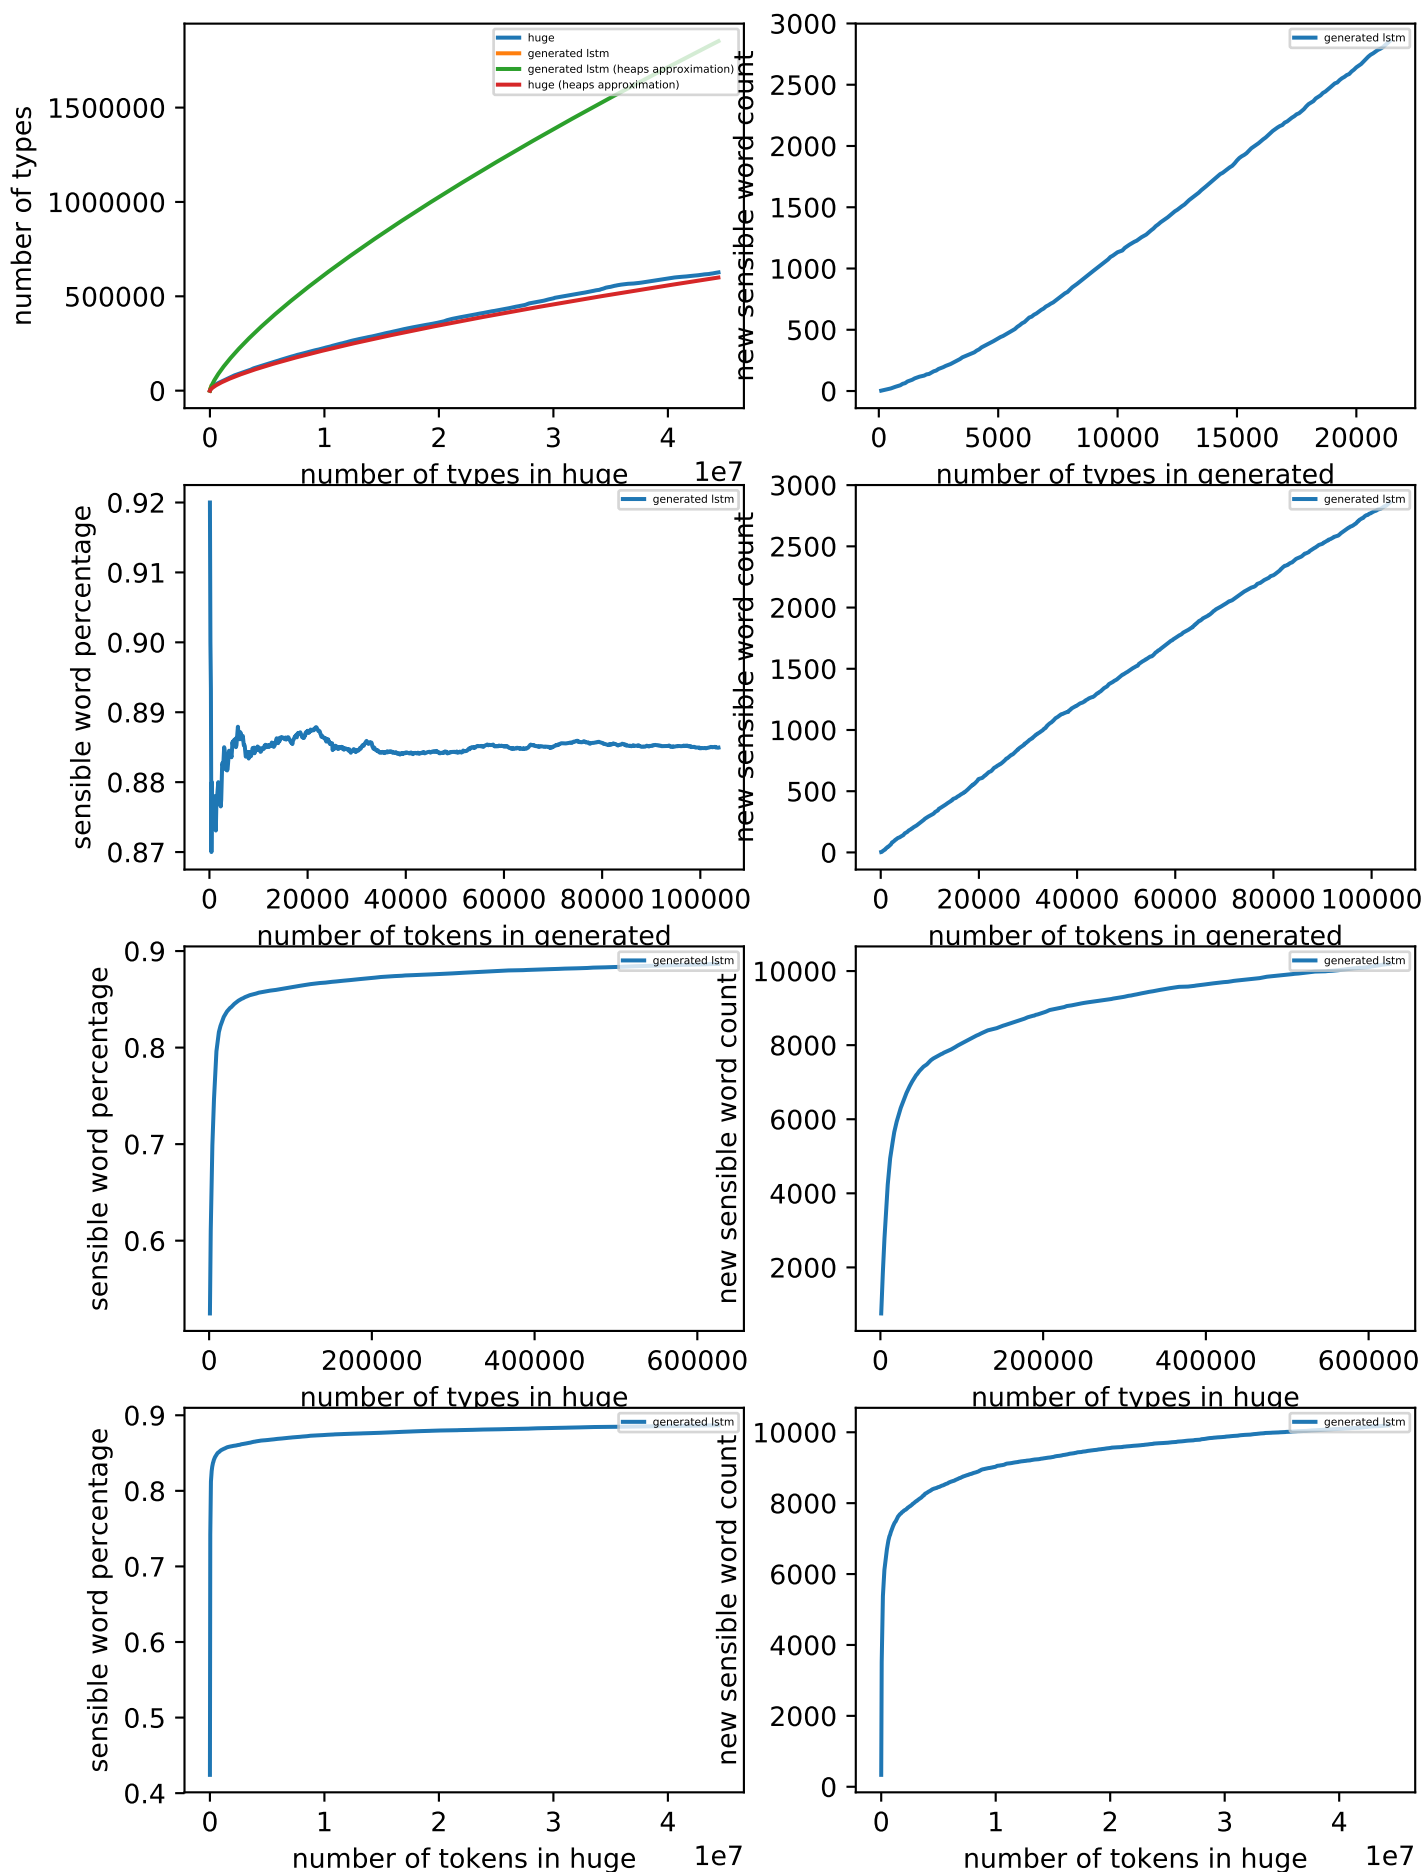 number of types
1500000
1000000
500000
0
huge
generated lstm
generated lstm (heaps approximation)
huge (heaps approximation)
0 1 2 3 4
1e7
number of types in huge
new sensible word count
3000
2500
2000
1500
1000
500
0
generated lstm
0 5000 10000 15000 20000
number of types in generated
sensible word percentage
0.92
0.91
0.90
0.89
0.88
0.87
generated lstm
0 20000 40000 60000 80000 100000
number of tokens in generated
new sensible word count
3000
2500
2000
1500
1000
500
0
generated lstm
0 20000 40000 60000 80000 100000
number of tokens in generated
sensible word percentage
0.9
0.8
0.7
0.6
generated lstm
0 200000 400000 600000
number of types in huge
new sensible word count
10000
8000
6000
4000
2000
generated lstm
0 200000 400000 600000
number of types in huge
sensible word percentage
0.9
0.8
0.7
0.6
0.5
0.4
generated lstm
0 1 2 3 4
1e7
number of tokens in huge
new sensible word count
10000
8000
6000
4000
2000
0
generated lstm
0 1 2 3 4
1e7
number of tokens in huge